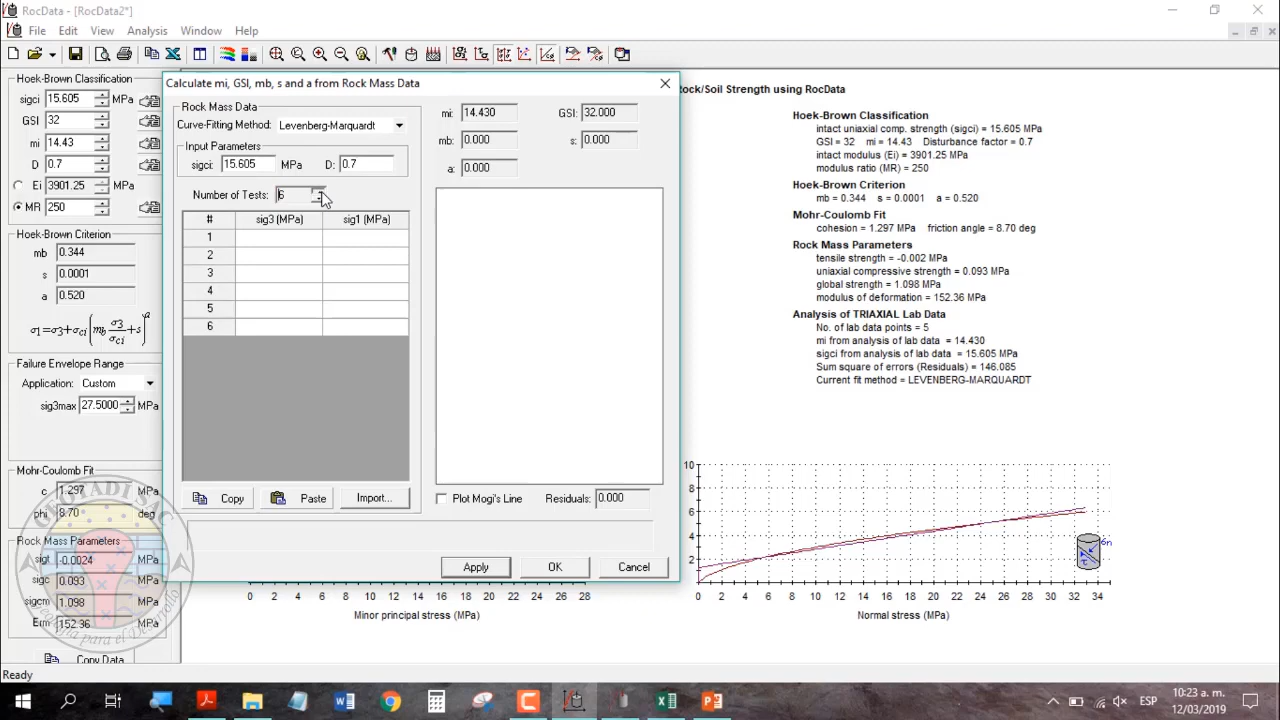 RocData - [RocData2*]
File Edit View Analysis Window Help
Hoek-Brown Classification
sigci 15.605 MPa
GSI 32
mi 14.43
D 0.7
Ei 3901.25 MPa
MR 250
Hoek-Brown Criterion
mb 0.344
s 0.0001
a 0.520
σ1=σ3+σci(mb σ3/σci+s)^a
Failure Envelope Range
Application: Custom
sig3max 27.5000 MPa
Mohr-Coulomb Fit
c 1.297 MPa
phi 8.70 deg
Rock Mass Parameters
sigt -0.0024 MPa
sigc 0.093 MPa
sigcm 1.098 MPa
Erm 152.36 MPa
Copy Data
Calculate mi, GSI, mb, s and a from Rock Mass Data
Rock Mass Data
Curve-Fitting Method: Levenberg-Marquardt
Input Parameters
sigci: 15.605 MPa D: 0.7
Number of Tests: 6
# sig3 (MPa) sig1 (MPa)
1
2
3
4
5
6
Copy Paste Import...
mi: 14.430 GSI: 32.000
mb: 0.000 s: 0.000
a: 0.000
Plot Mogi's Line Residuals: 0.000
Apply OK Cancel
Rock/Soil Strength using RocData
Hoek-Brown Classification
intact uniaxial comp. strength (sigci) = 15.605 MPa
GSI = 32 mi = 14.43 Disturbance factor = 0.7
intact modulus (Ei) = 3901.25 MPa
modulus ratio (MR) = 250
Hoek-Brown Criterion
mb = 0.344 s = 0.0001 a = 0.520
Mohr-Coulomb Fit
cohesion = 1.297 MPa friction angle = 8.70 deg
Rock Mass Parameters
tensile strength = -0.002 MPa
uniaxial compressive strength = 0.093 MPa
global strength = 1.098 MPa
modulus of deformation = 152.36 MPa
Analysis of TRIAXIAL Lab Data
No. of lab data points = 5
mi from analysis of lab data = 14.430
sigci from analysis of lab data = 15.605 MPa
Sum square of errors (Residuals) = 146.085
Current fit method = LEVENBERG-MARQUARDT
10
8
6
4
2
0 2 4 6 8 10 12 14 16 18 20 22 24 26 28
Minor principal stress (MPa)
0 2 4 6 8 10 12 14 16 18 20 22 24 26 28 30 32 34
Normal stress (MPa)
Ready
ESP
10:23 a. m.
12/03/2019